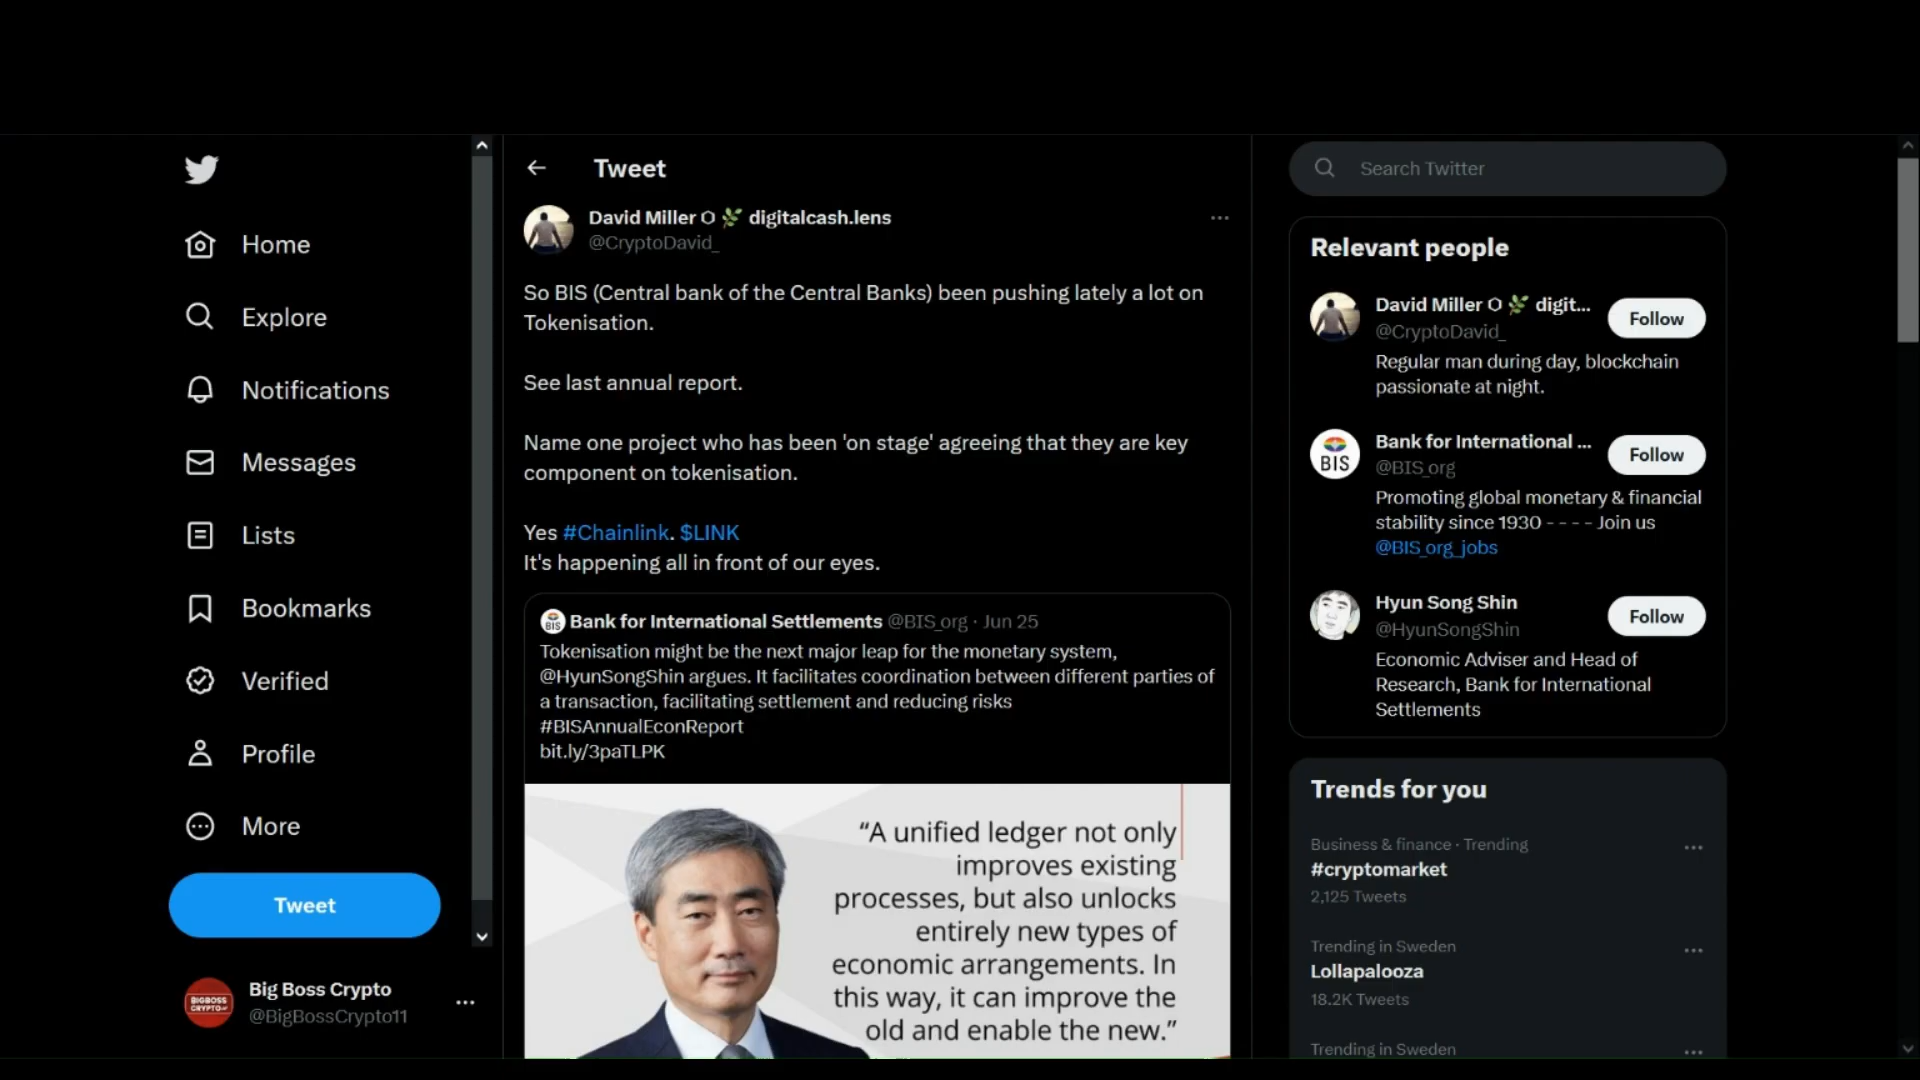 Home
Explore
Notifications
Messages
Lists
Bookmarks
Verified
Profile
More
Tweet
Big Boss Crypto
@BigBossCrypto11
BIGBOSS
CRYPTO
Tweet
David Miller digitalcash.lens
@CryptoDavid_
So BIS (Central bank of the Central Banks) been pushing lately a lot on
Tokenisation.
See last annual report.
Name one project who has been 'on stage' agreeing that they are key
component on tokenisation.
Yes #Chainlink. $LINK
It's happening all in front of our eyes.
BIS
Bank for International Settlements @BIS_org · Jun 25
Tokenisation might be the next major leap for the monetary system,
@HyunSongShin argues. It facilitates coordination between different parties of
a transaction, facilitating settlement and reducing risks
#BISAnnualEconReport
bit.ly/3paTLPK
“A unified ledger not only
improves existing
processes, but also unlocks
entirely new types of
economic arrangements. In
this way, it can improve the
old and enable the new.”
Search Twitter
Relevant people
David Miller digit...
@CryptoDavid_
Follow
Regular man during day, blockchain
passionate at night.
BIS
Bank for International ...
@BIS_org
Follow
Promoting global monetary & financial
stability since 1930 - - - - Join us
@BIS_org_jobs
Hyun Song Shin
@HyunSongShin
Follow
Economic Adviser and Head of
Research, Bank for International
Settlements
Trends for you
Business & finance · Trending
#cryptomarket
2,125 Tweets
Trending in Sweden
Lollapalooza
18.2K Tweets
Trending in Sweden